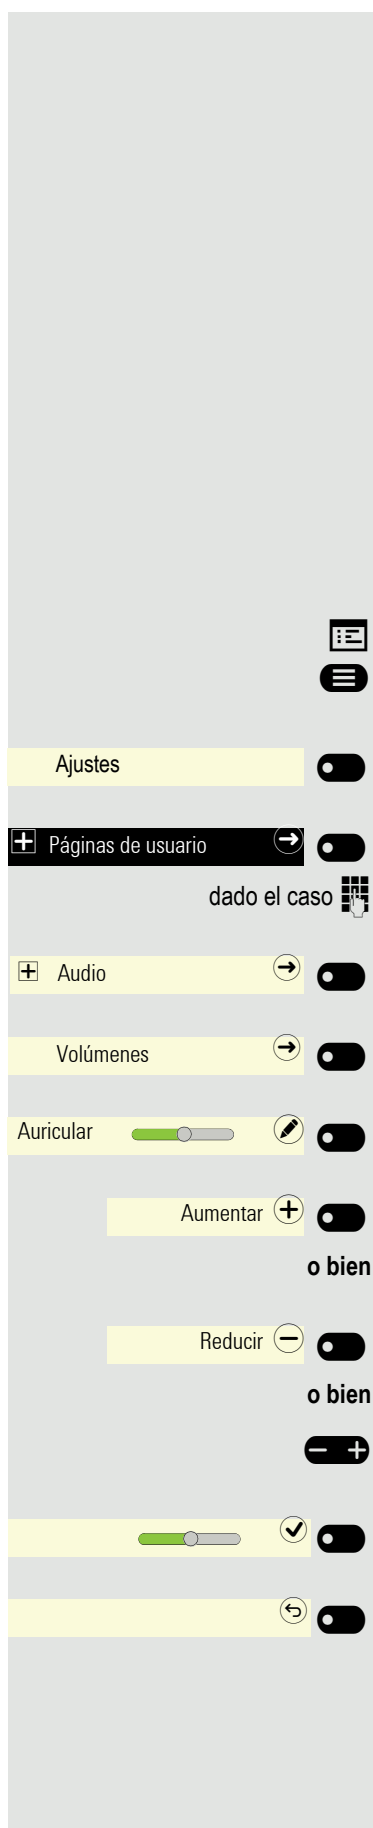 Ajustes
Páginas de usuario
dado el caso
Audio
Volúmenes
Auricular
Aumentar
o bien
Reducir
o bien